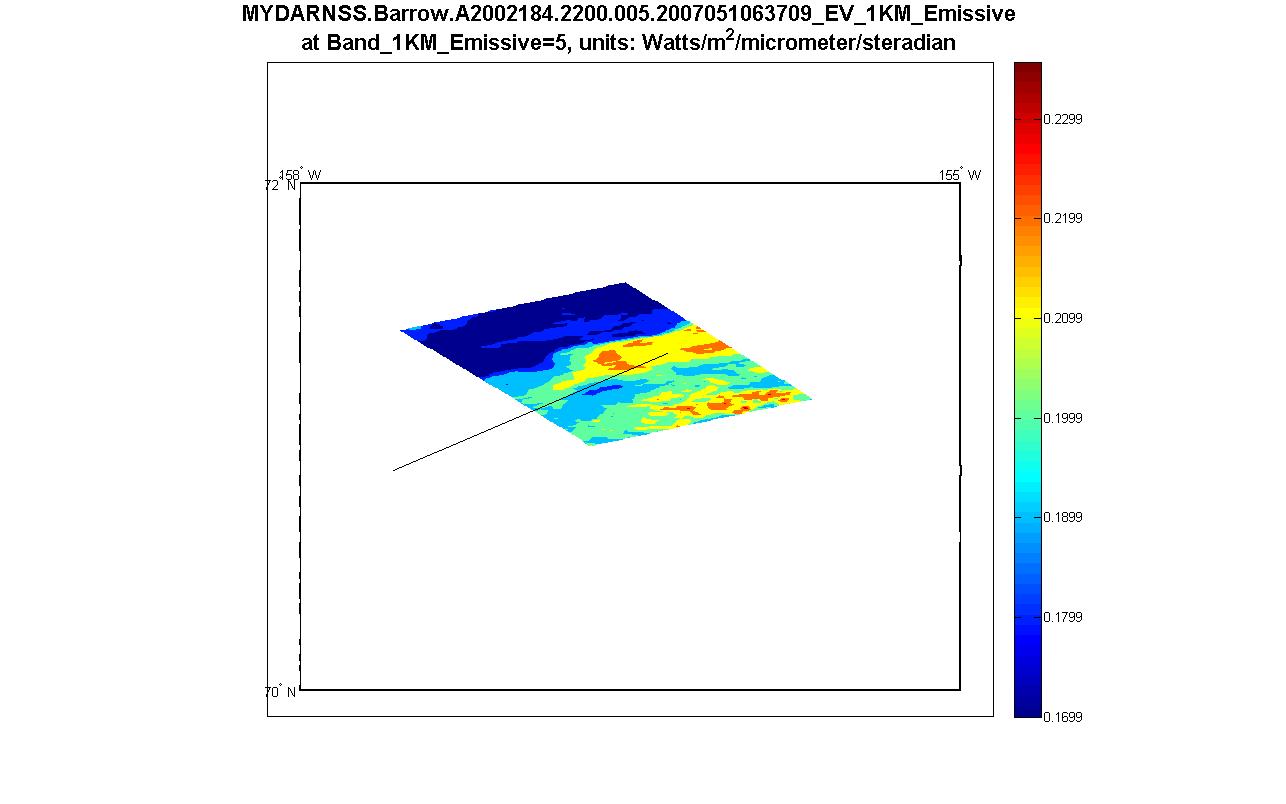 MYDARNSS.Barrow.A2002184.2200.005.2007051063709_EV_1KM_Emissive
at Band_1KM_Emissive=5, units: Watts/m²/micrometer/steradian
158° W
155° W
72° N
70° N
0.2299
0.2199
0.2099
0.1999
0.1899
0.1799
0.1699